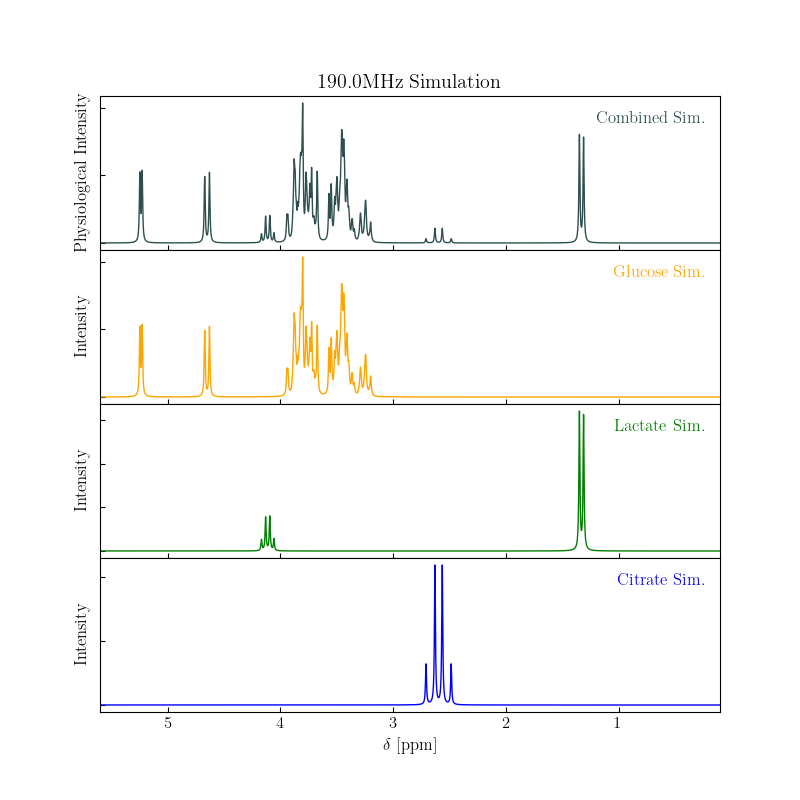 190.0MHz Simulation
Physiological Intensity
Combined Sim.
Intensity
Glucose Sim.
Intensity
Lactate Sim.
Intensity
Citrate Sim.
5 4 3 2 1
δ [ppm]